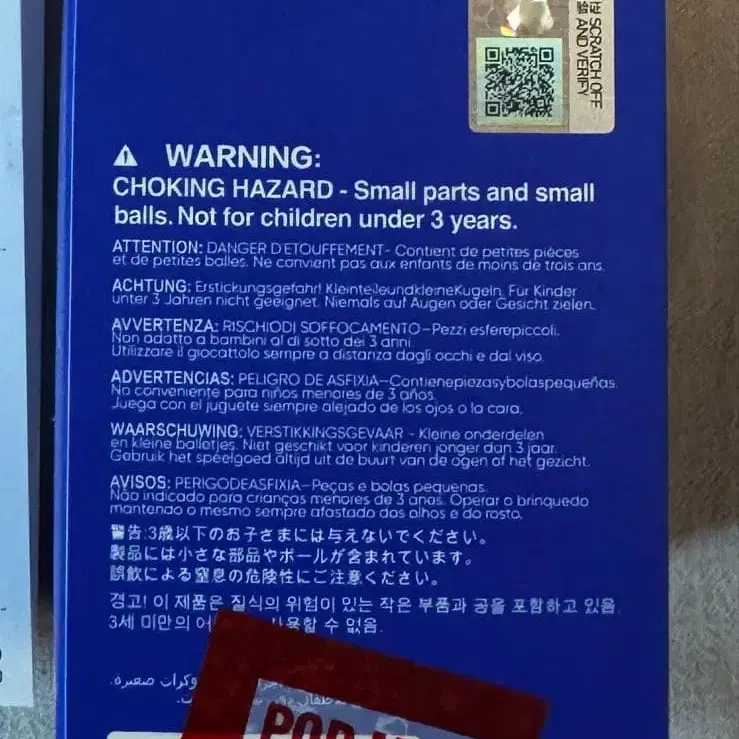 SCRATCH OFF
AND VERIFY
WARNING:
CHOKING HAZARD - Small parts and small
balls. Not for children under 3 years.
ATTENTION: DANGER D'ETOUFFEMENT- Contient de petites pièces
et de petites balles. Ne convient pas aux enfants de moins de trois ans.
ACHTUNG: Erstickungsgefahr! KleinteileundkleineKugeln. Für Kinder
unter 3 Jahren nicht geeignet. Niemals auf Augen oder Gesicht zielen.
AVVERTENZA: RISCHIODI SOFFOCAMENTO-Pezzi esferepiccoli.
Non adatto a bambini al di sotto dei 3 anni.
Utilizzare il giocattolo sempre a distanza dagli occhi e dal viso.
ADVERTENCIAS: PELIGRO DE ASFIXIA-Contienepiezasybolaspequeñas.
No conveniente para niños menores de 3 años.
Juega con el juguete siempre alejado de los ojos o la cara.
WAARSCHUWING: VERSTIKKINGSGEVAAR - Kleine onderdelen
en kleine balletjes. Niet geschikt voor kinderen jonger dan 3 jaar.
Gebruik het speelgoed altijd uit de buurt van de ogen of het gezicht.
AVISOS: PERIGODEASFIXIA-Peças e bolas pequenas.
Não indicado para crianças menores de 3 anos. Operar o brinquedo
mantendo o mesmo sempre afastado dos olhos e do rosto.
警告:3歳以下のお子さまには与えないでください。
製品には小さな部品やボールが含まれています。
誤飲による窒息の危険性にご注意ください。
경고! 이 제품은 질식의 위험이 있는 작은 부품과 공을 포함하고 있음.
3세 미만의 어 사용할 수 없음.
وكرات صغيرة.
POP M